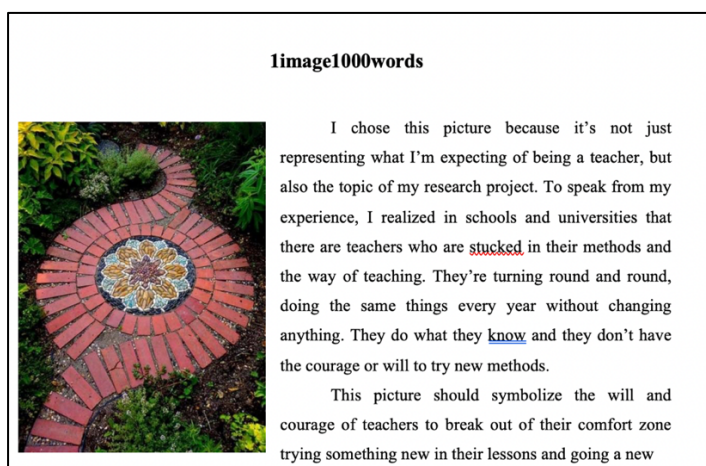 1image1000words
I chose this picture because it’s not just
representing what I’m expecting of being a teacher, but
also the topic of my research project. To speak from my
experience, I realized in schools and universities that
there are teachers who are stucked in their methods and
the way of teaching. They’re turning round and round,
doing the same things every year without changing
anything. They do what they know and they don’t have
the courage or will to try new methods.
This picture should symbolize the will and
courage of teachers to break out of their comfort zone
trying something new in their lessons and going a new